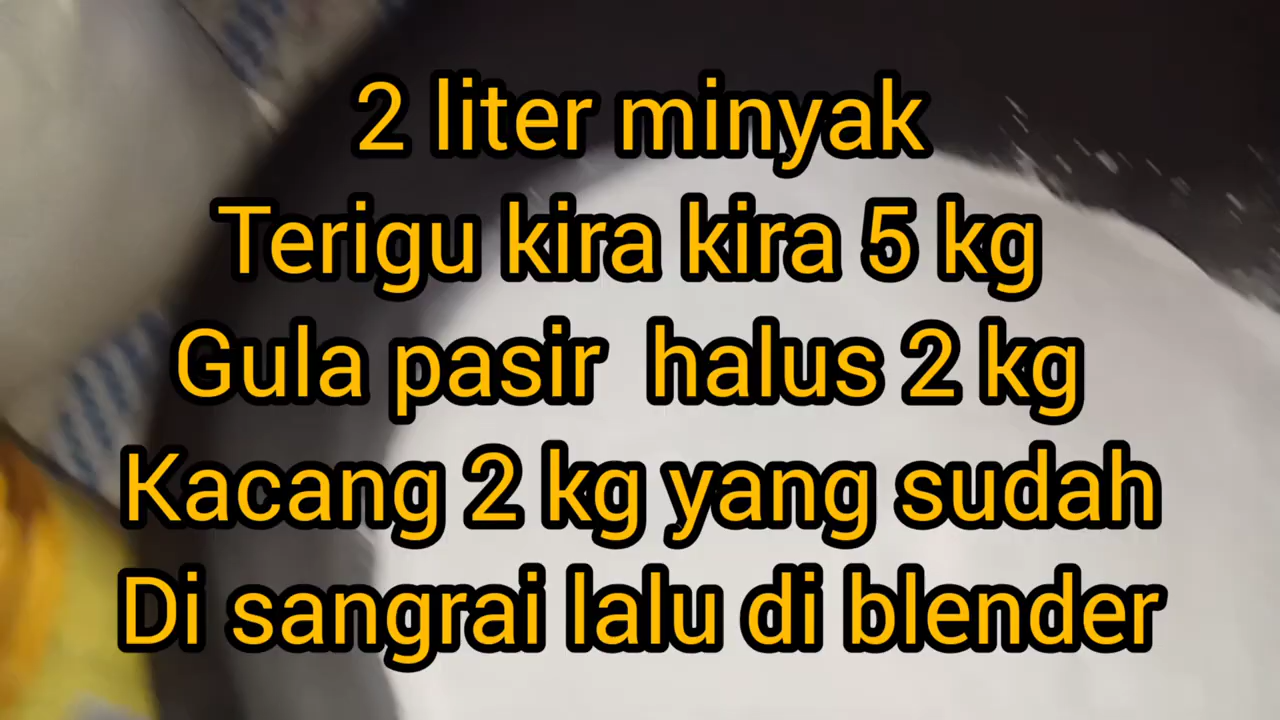 2 liter minyak
Terigu kira kira 5 kg
Gula pasir halus 2 kg
Kacang 2 kg yang sudah
Di sangrai lalu di blender